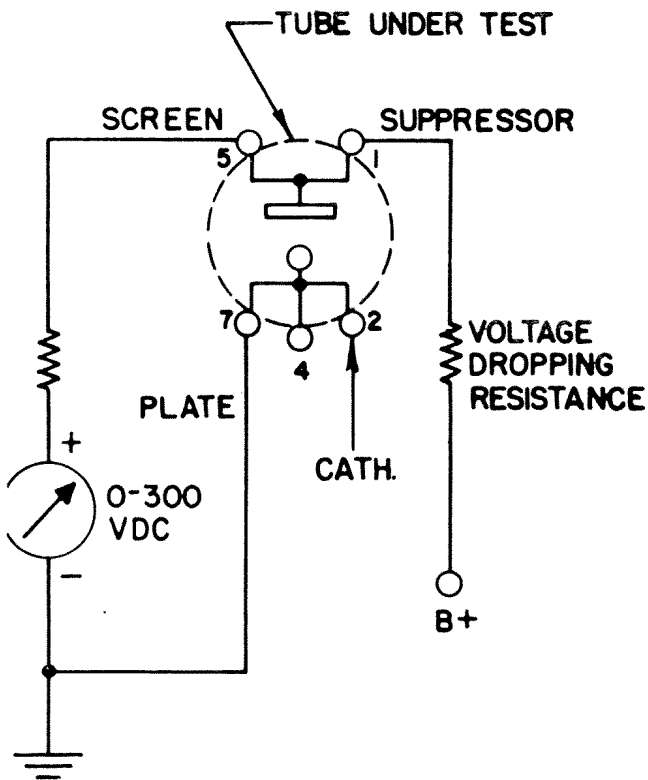 TUBE UNDER TEST
SCREEN
SUPPRESSOR
5
1
7
2
4
PLATE
CATH.
VOLTAGE
DROPPING
RESISTANCE
+
0-300
VDC
−
B+